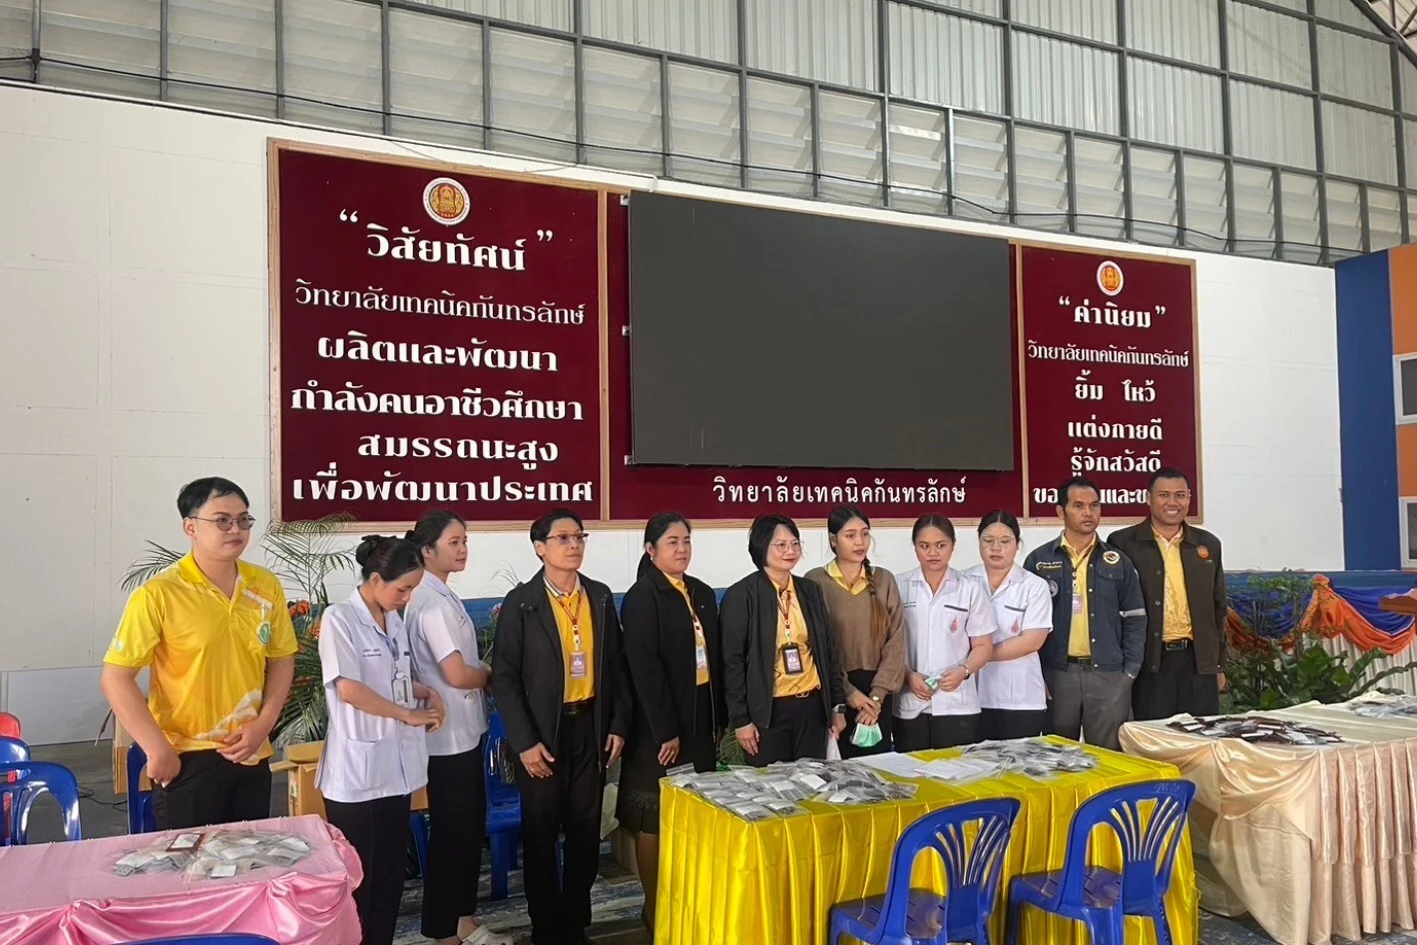 “วิสัยทัศน์”
วิทยาลัยเทคนิคกันทรลักษ์
ผลิตและพัฒนา
กำลังคนอาชีวศึกษา
สมรรถนะสูง
เพื่อพัฒนาประเทศ
วิทยาลัยเทคนิคกันทรลักษ์
“ค่านิยม”
วิทยาลัยเทคนิคกันทรลักษ์
ยิ้ม ไหว้
แต่งกายดี
รู้จักสวัสดี